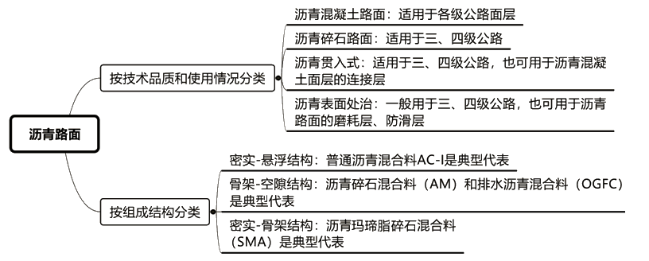 沥青路面
按技术品质和使用情况分类
沥青混凝土路面：适用于各级公路面层
沥青碎石路面：适用于三、四级公路
沥青贯入式：适用于三、四级公路，也可用于沥青混凝
土面层的连接层
沥青表面处治：一般用于三、四级公路，也可用于沥青
路面的磨耗层、防滑层
按组成结构分类
密实-悬浮结构：普通沥青混合料AC-I是典型代表
骨架-空隙结构：沥青碎石混合料（AM）和排水沥青混合料（OGFC）
是典型代表
密实-骨架结构：沥青玛𤧛脂碎石混合料
（SMA）是典型代表